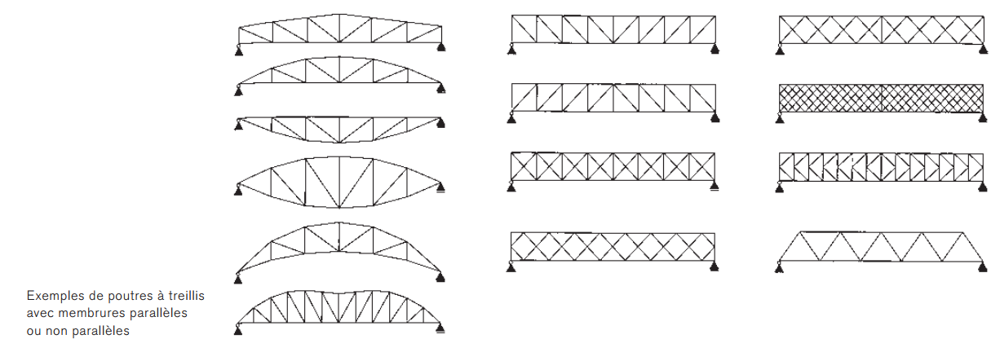 Exemples de poutres à treillis
avec membrures parallèles
ou non parallèles